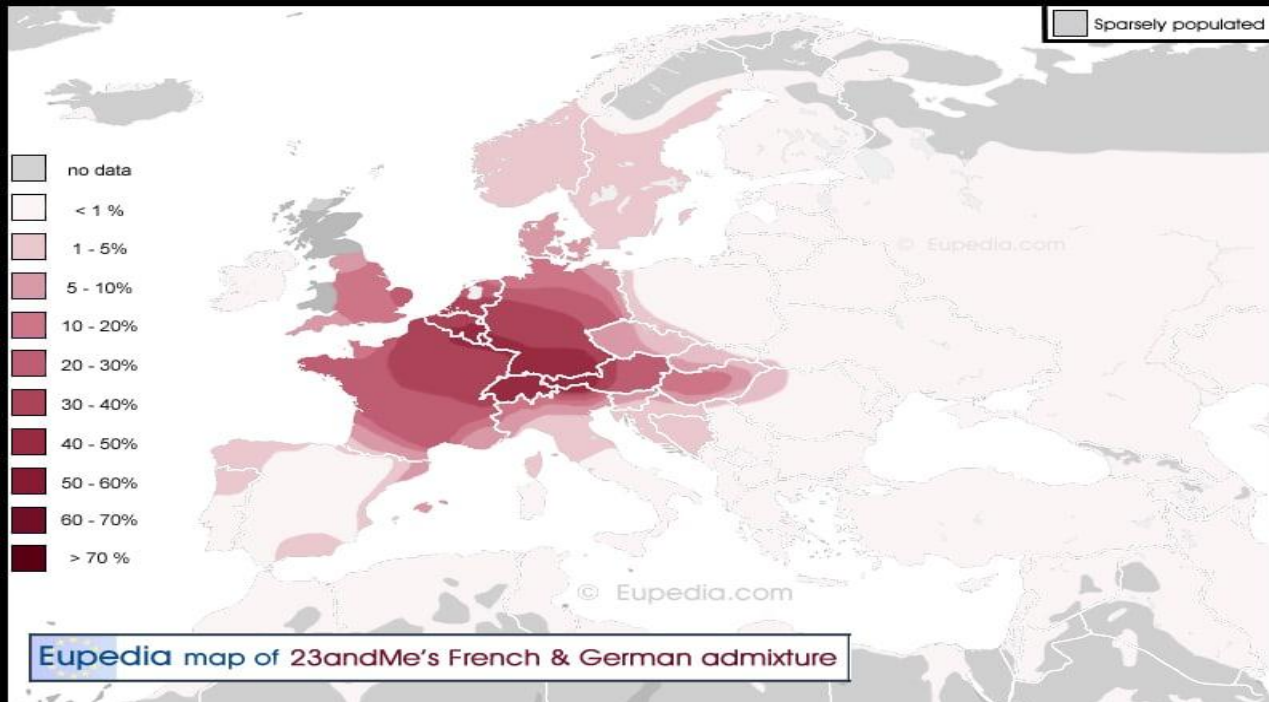 Sparsely populated
no data
< 1 %
1 - 5%
5 - 10%
10 - 20%
20 - 30%
30 - 40%
40 - 50%
50 - 60%
60 - 70%
> 70 %
© Eupedia.com
© Eupedia.com
Eupedia map of 23andMe's French & German admixture